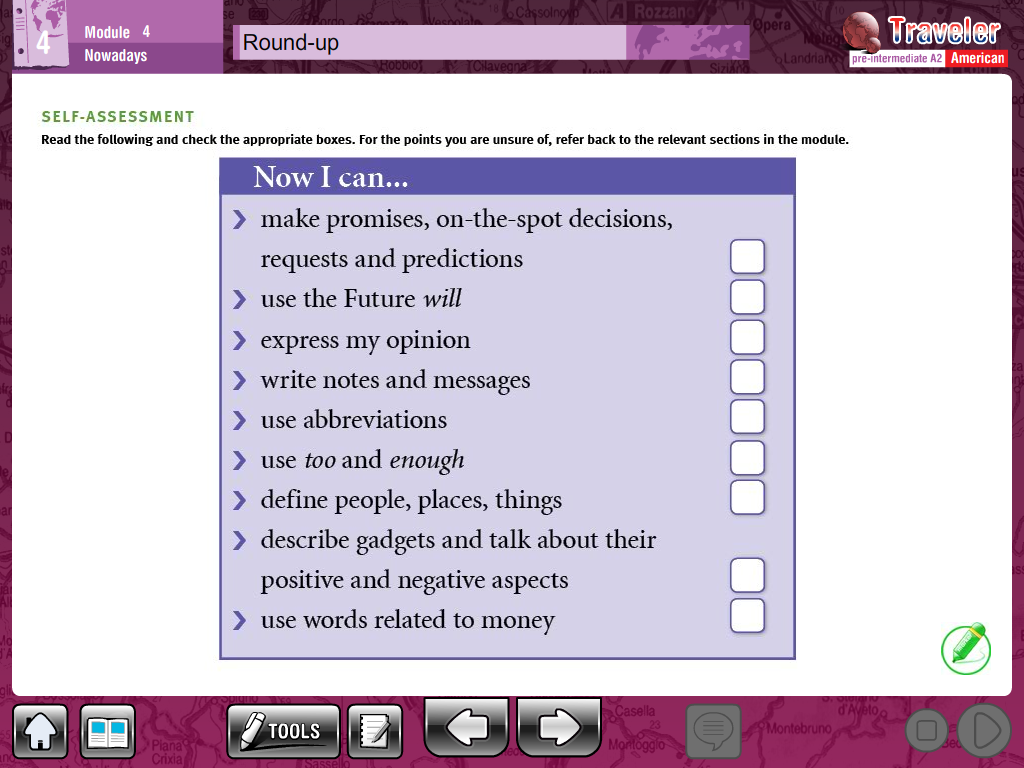 4
Module 4
Nowadays
Round-up
Traveler
pre-intermediate A2 American
SELF-ASSESSMENT
Read the following and check the appropriate boxes. For the points you are unsure of, refer back to the relevant sections in the module.
Now I can...
make promises, on-the-spot decisions,
requests and predictions
use the Future will
express my opinion
write notes and messages
use abbreviations
use too and enough
define people, places, things
describe gadgets and talk about their
positive and negative aspects
use words related to money
TOOLS